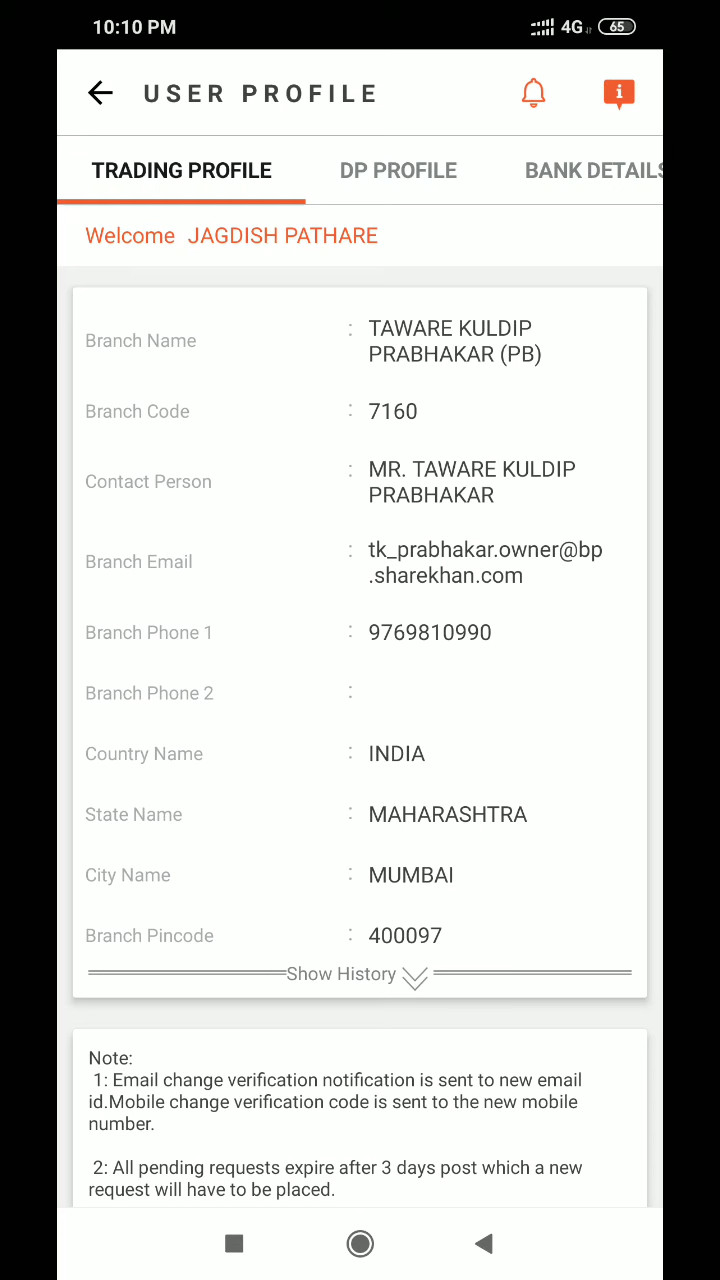 10:10 PM 4G 65
USER PROFILE
TRADING PROFILE DP PROFILE BANK DETAILS
Welcome JAGDISH PATHARE
Branch Name : TAWARE KULDIP
PRABHAKAR (PB)
Branch Code : 7160
Contact Person : MR. TAWARE KULDIP
PRABHAKAR
Branch Email : tk_prabhakar.owner@bp
.sharekhan.com
Branch Phone 1 : 9769810990
Branch Phone 2 :
Country Name : INDIA
State Name : MAHARASHTRA
City Name : MUMBAI
Branch Pincode : 400097
Show History
Note:
1: Email change verification notification is sent to new email
id.Mobile change verification code is sent to the new mobile
number.
2: All pending requests expire after 3 days post which a new
request will have to be placed.